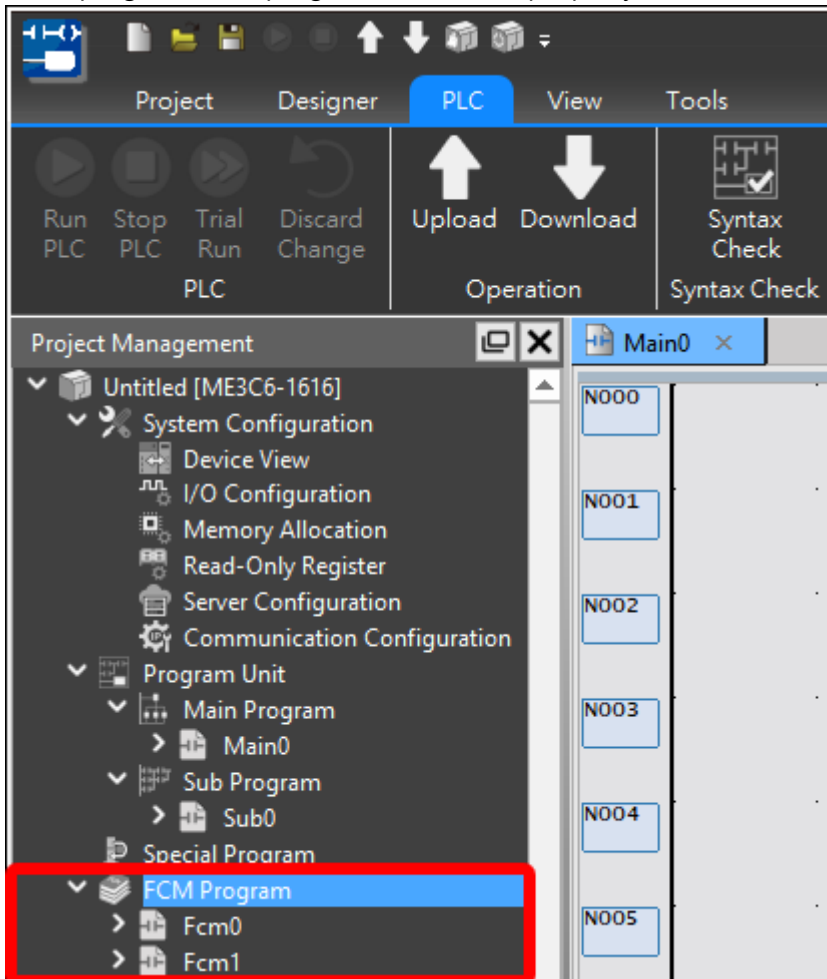 Project Designer PLC View Tools
Run PLC
Stop PLC
Trial Run
Discard Change
Upload
Download
Syntax Check
PLC
Operation
Syntax Check
Project Management
Main0
Untitled [ME3C6-1616]
System Configuration
Device View
I/O Configuration
Memory Allocation
Read-Only Register
Server Configuration
Communication Configuration
Program Unit
Main Program
Main0
Sub Program
Sub0
Special Program
FCM Program
Fcm0
Fcm1
N000
N001
N002
N003
N004
N005